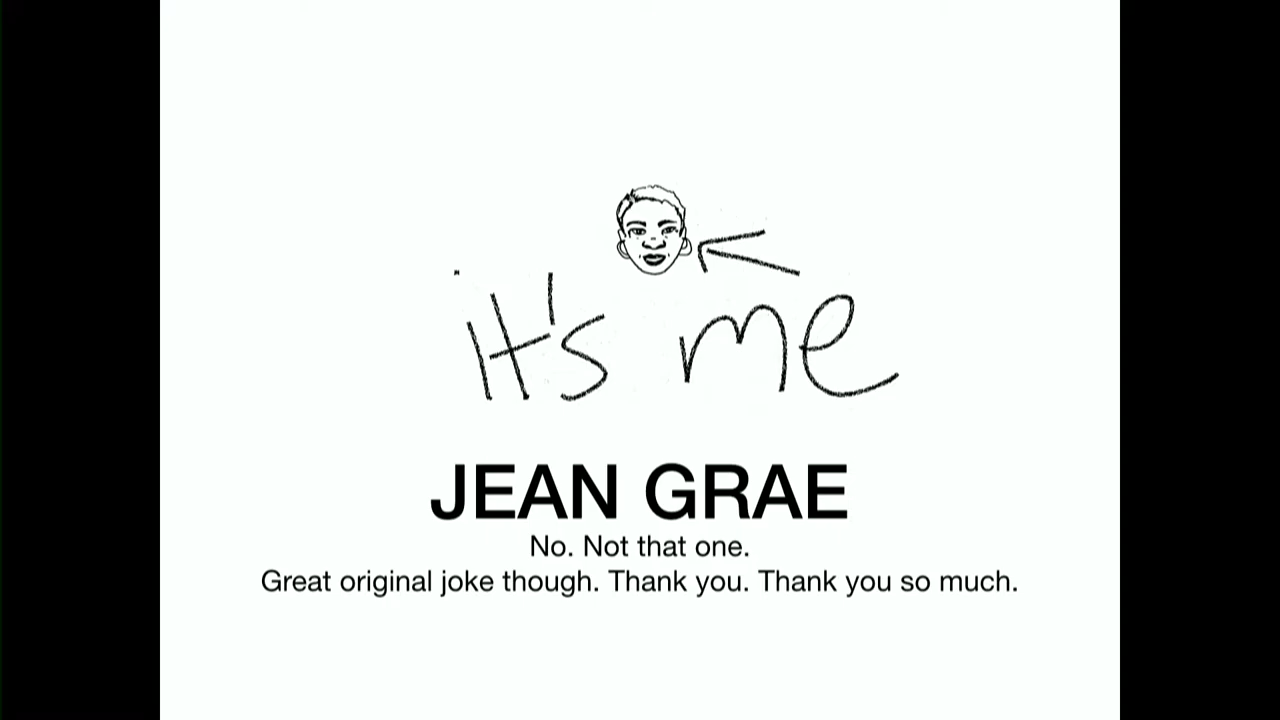 it's me
JEAN GRAE
No. Not that one.
Great original joke though. Thank you. Thank you so much.